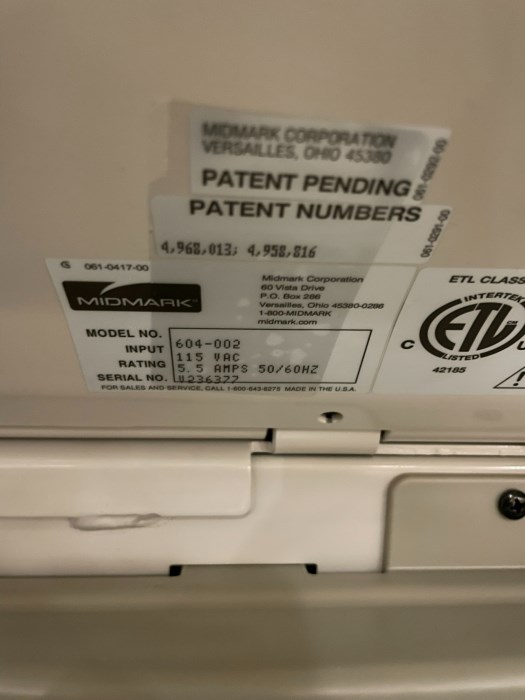 MIDMARK CORPORATION
VERSAILLES, OHIO 45380
PATENT PENDING
061-0292-00
PATENT NUMBERS
4,968,013; 4,958,816
061-0291-00
G 061-0417-00
MIDMARK
Midmark Corporation
60 Vista Drive
P.O. Box 286
Versailles, Ohio 45380-0286
1-800-MIDMARK
midmark.com
MODEL NO. 604-002
INPUT 115 VAC
RATING 5.5 AMPS 50/60HZ
SERIAL NO. V236377
FOR SALES AND SERVICE, CALL 1-800-643-6275 MADE IN THE U.S.A.
ETL CLASS
INTERTEK
C ETL CM U
LISTED
42185